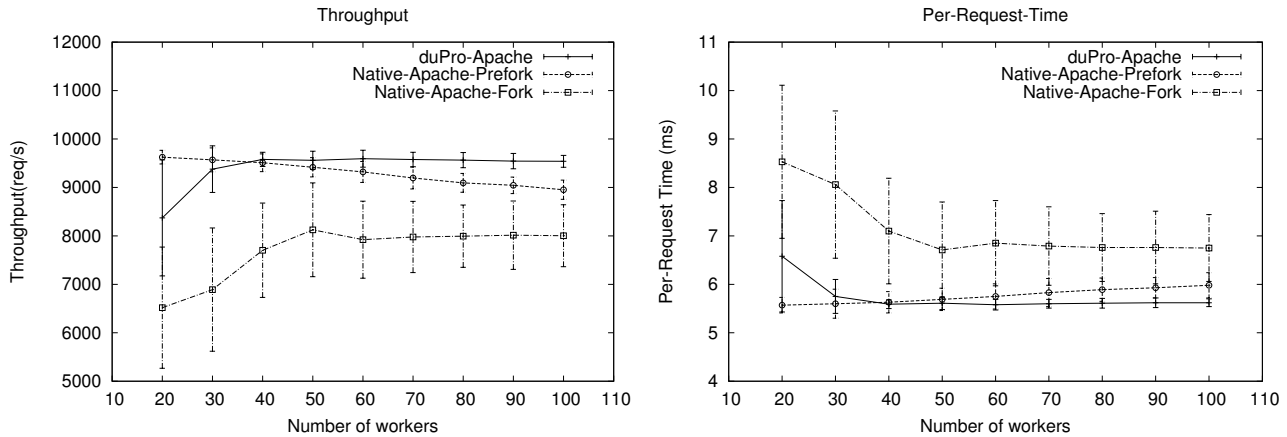 Throughput
12000
11000
10000
9000
8000
7000
6000
5000
10 20 30 40 50 60 70 80 90 100 110
Throughput(req/s)
Number of workers
duPro-Apache
Native-Apache-Prefork
Native-Apache-Fork
Per-Request-Time
11
10
9
8
7
6
5
4
10 20 30 40 50 60 70 80 90 100 110
Per-Request Time (ms)
Number of workers
duPro-Apache
Native-Apache-Prefork
Native-Apache-Fork